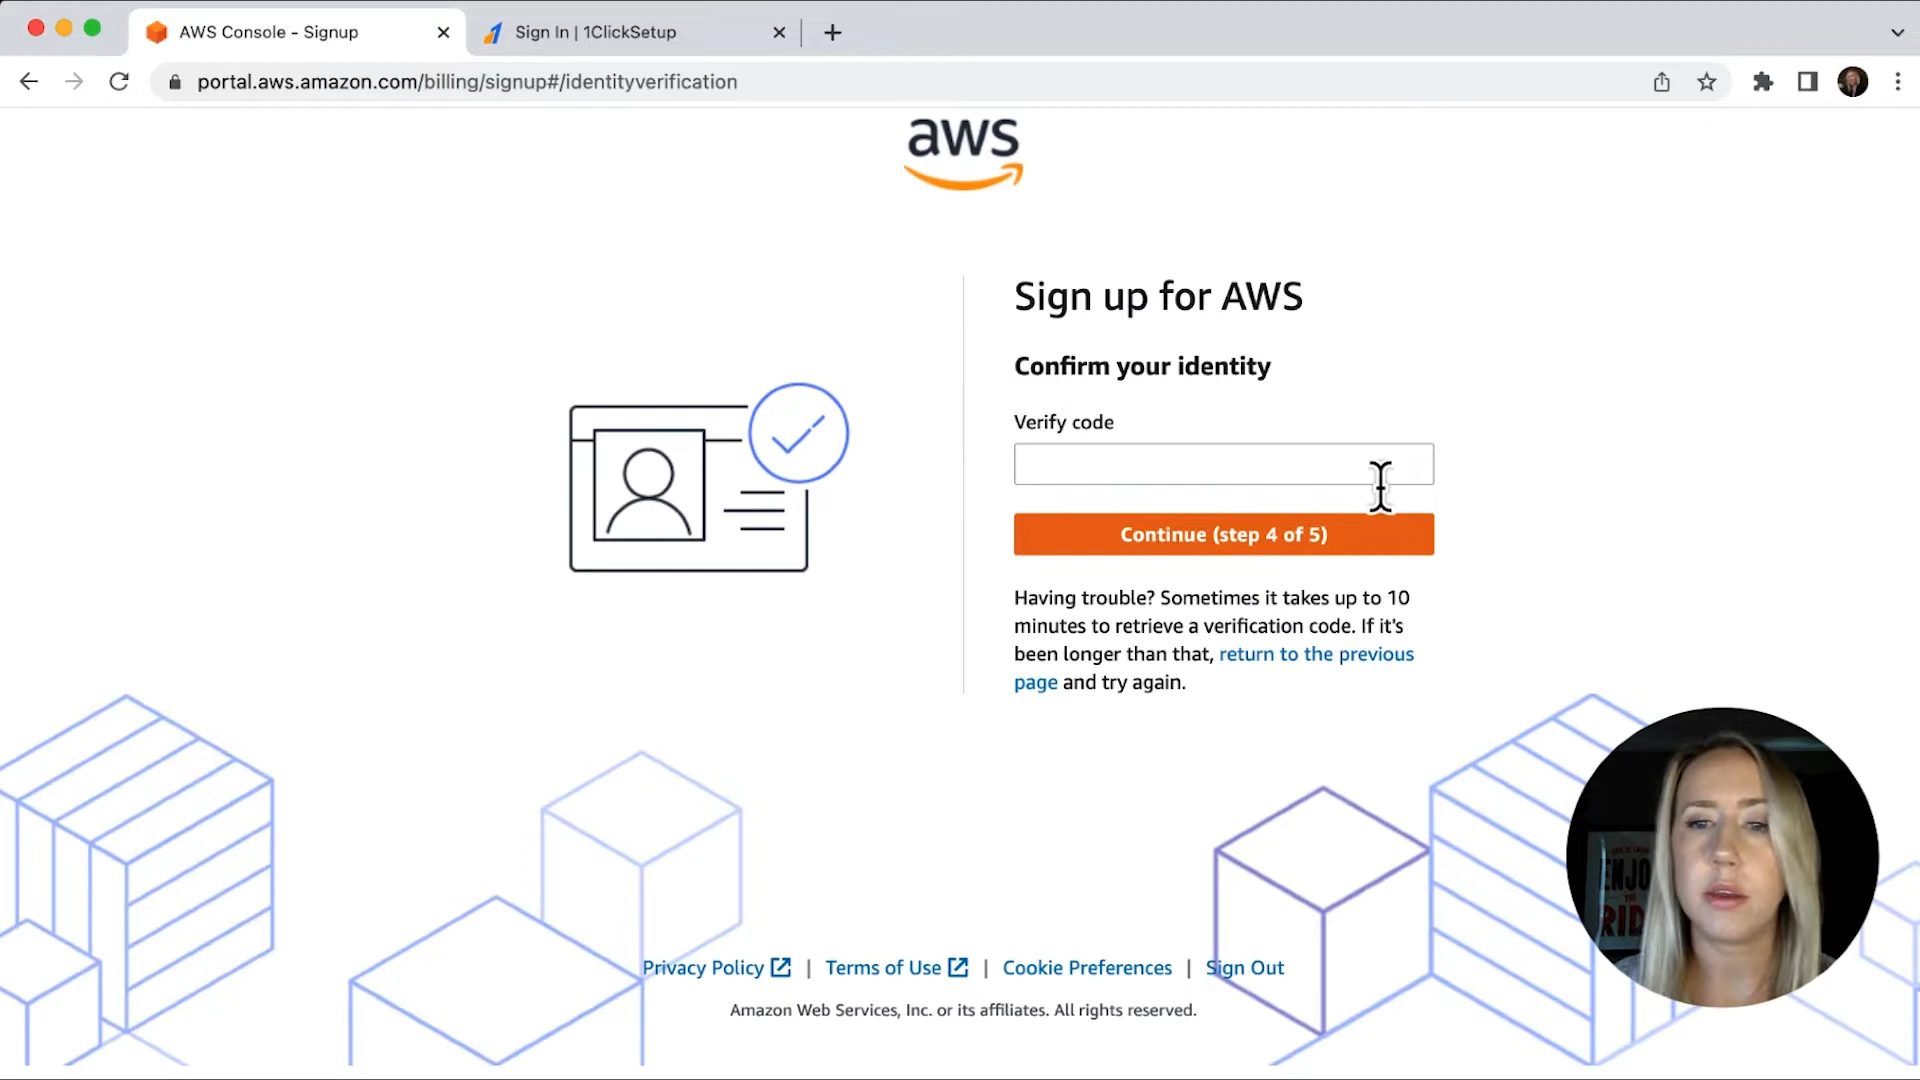 AWS Console - Signup
Sign In | 1ClickSetup
portal.aws.amazon.com/billing/signup#/identityverification
aws
Sign up for AWS
Confirm your identity
Verify code
Continue (step 4 of 5)
Having trouble? Sometimes it takes up to 10
minutes to retrieve a verification code. If it's
been longer than that, return to the previous
page and try again.
ENJO
THE
RID
Privacy Policy | Terms of Use | Cookie Preferences | Sign Out
Amazon Web Services, Inc. or its affiliates. All rights reserved.